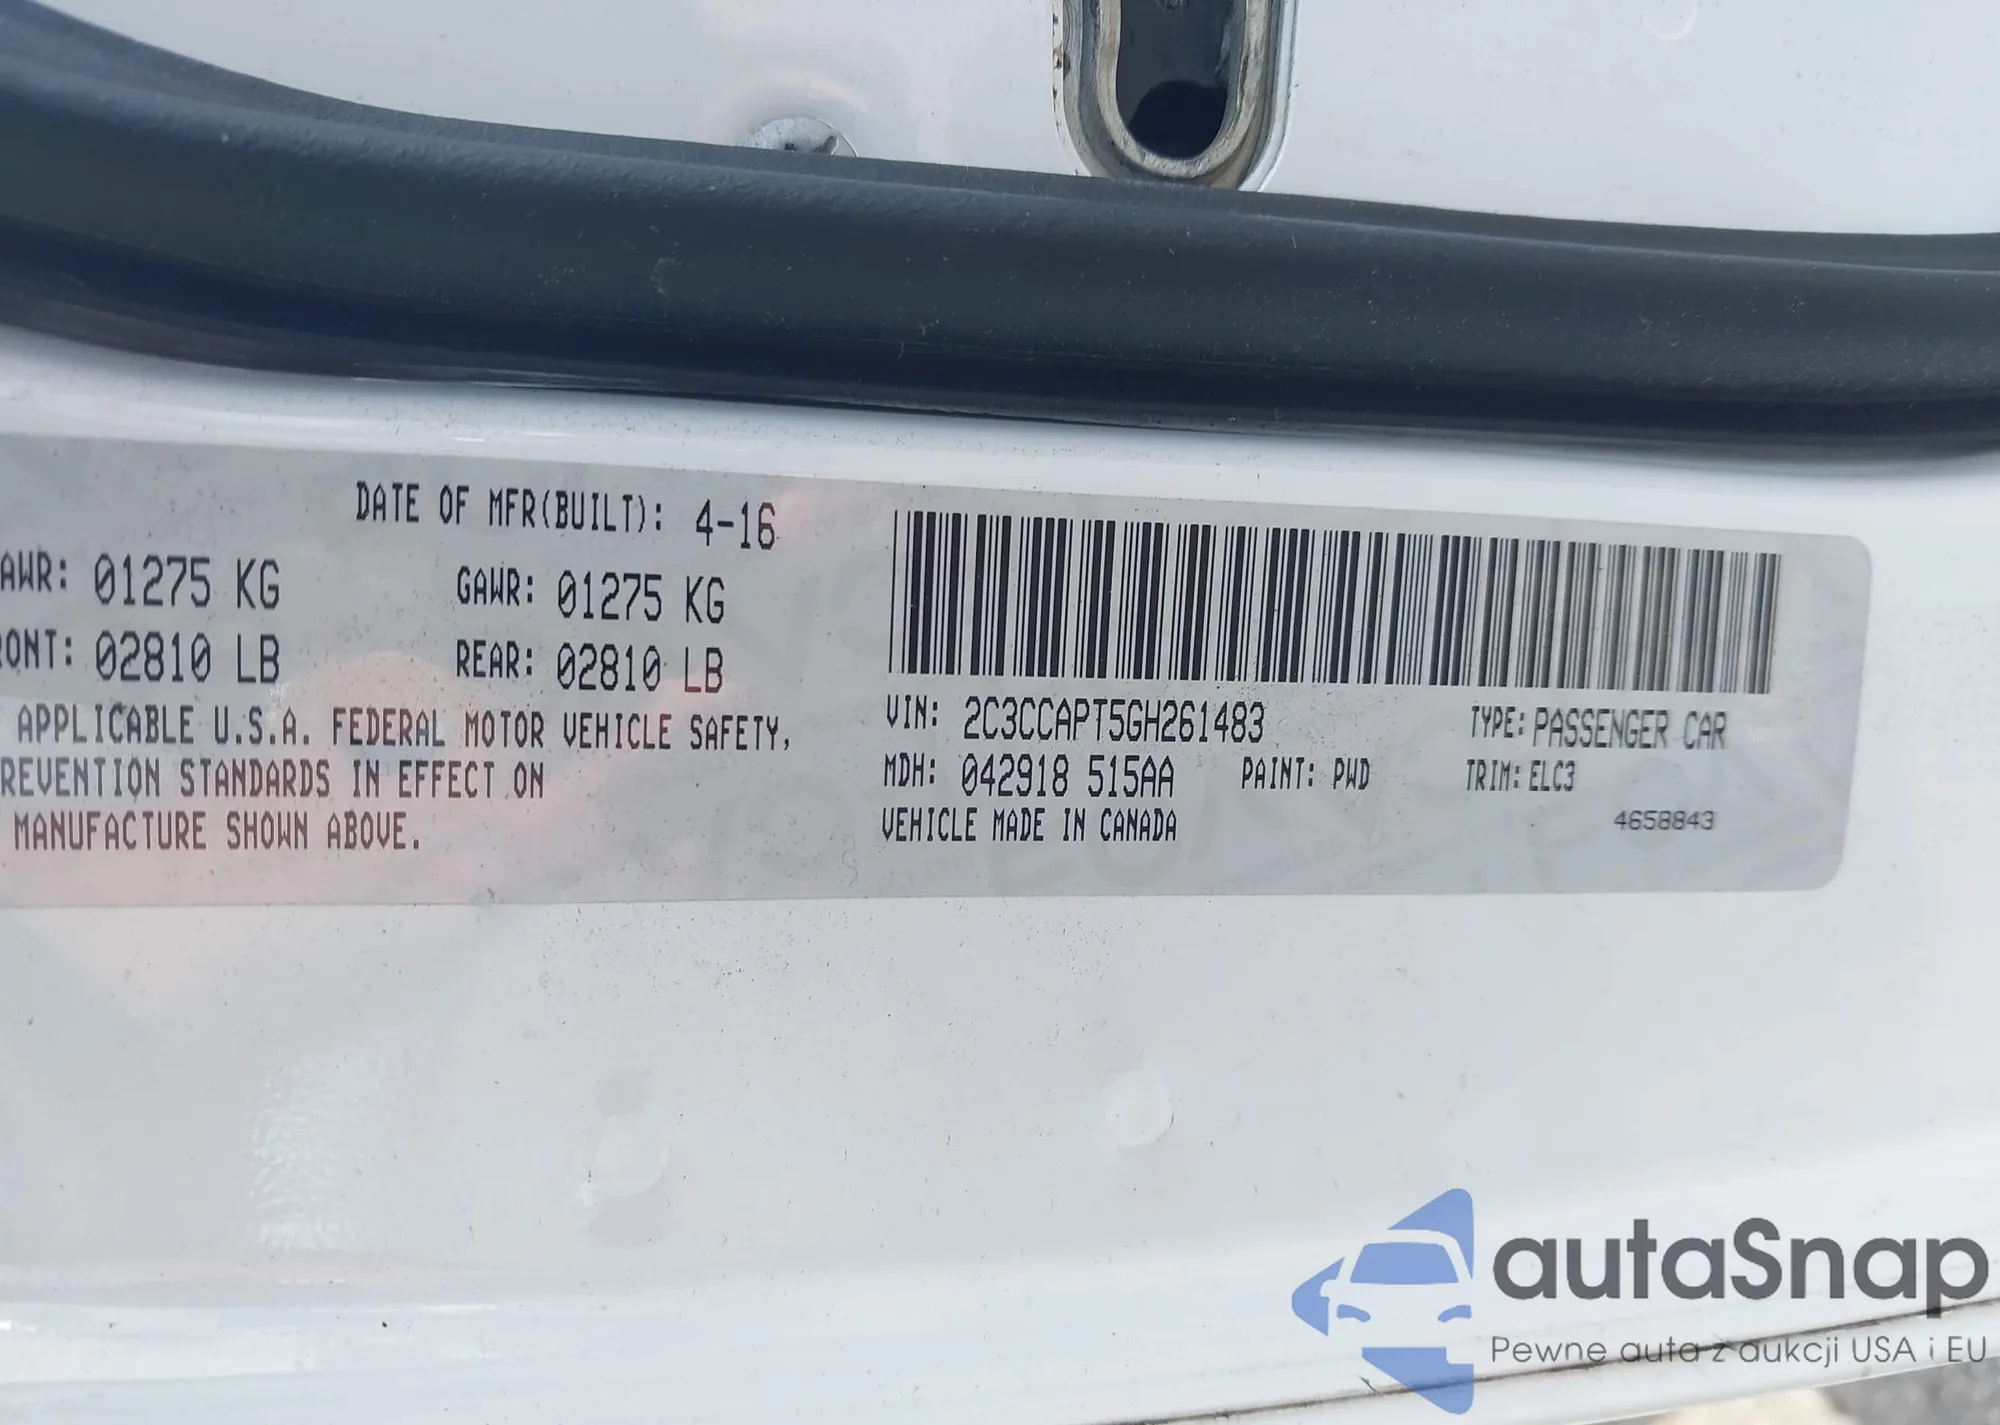 DATE OF MFR(BUILT): 4-16
AWR: 01275 KG GAWR: 01275 KG
RONT: 02810 LB REAR: 02810 LB
APPLICABLE U.S.A. FEDERAL MOTOR VEHICLE SAFETY,
REVENTION STANDARDS IN EFFECT ON
MANUFACTURE SHOWN ABOVE.
VIN: 2C3CCAPT5GH261483 TYPE: PASSENGER CAR
MDH: 042918 515AA PAINT: PWD TRIM: ELC3
VEHICLE MADE IN CANADA 4658843
autaSnap
Pewne auta z aukcji USA i EU